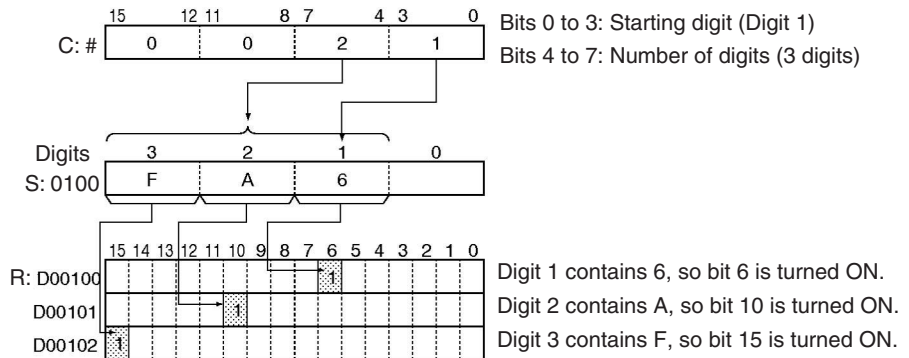 15 12 11 8 7 4 3 0
C: # 0 0 2 1
Bits 0 to 3: Starting digit (Digit 1)
Bits 4 to 7: Number of digits (3 digits)
Digits 3 2 1 0
S: 0100 F A 6
15 14 13 12 11 10 9 8 7 6 5 4 3 2 1 0
R: D00100 1 Digit 1 contains 6, so bit 6 is turned ON.
D00101 1 Digit 2 contains A, so bit 10 is turned ON.
D00102 1 Digit 3 contains F, so bit 15 is turned ON.